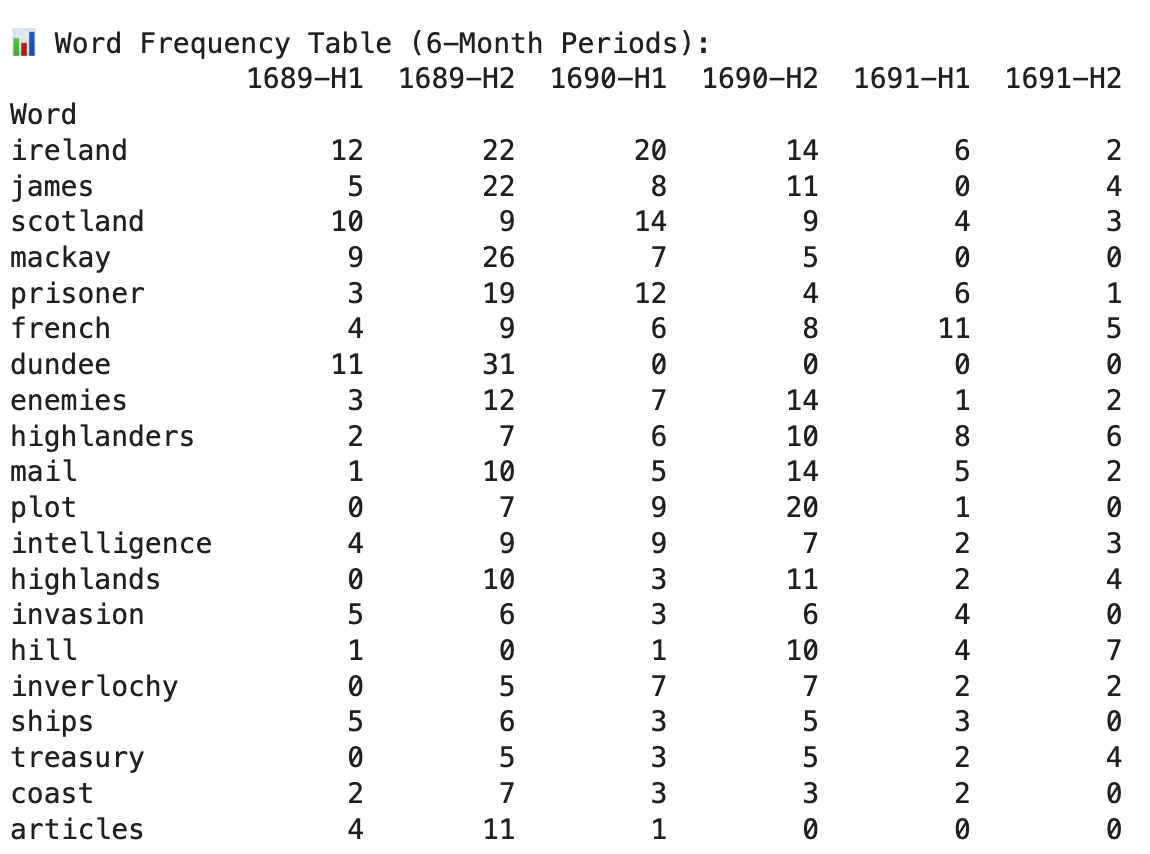 📊 Word Frequency Table (6-Month Periods):
1689-H1 1689-H2 1690-H1 1690-H2 1691-H1 1691-H2
Word
ireland 12 22 20 14 6 2
james 5 22 8 11 0 4
scotland 10 9 14 9 4 3
mackay 9 26 7 5 0 0
prisoner 3 19 12 4 6 1
french 4 9 6 8 11 5
dundee 11 31 0 0 0 0
enemies 3 12 7 14 1 2
highlanders 2 7 6 10 8 6
mail 1 10 5 14 5 2
plot 0 7 9 20 1 0
intelligence 4 9 9 7 2 3
highlands 0 10 3 11 2 4
invasion 5 6 3 6 4 0
hill 1 0 1 10 4 7
inverlochy 0 5 7 7 2 2
ships 5 6 3 5 3 0
treasury 0 5 3 5 2 4
coast 2 7 3 3 2 0
articles 4 11 1 0 0 0